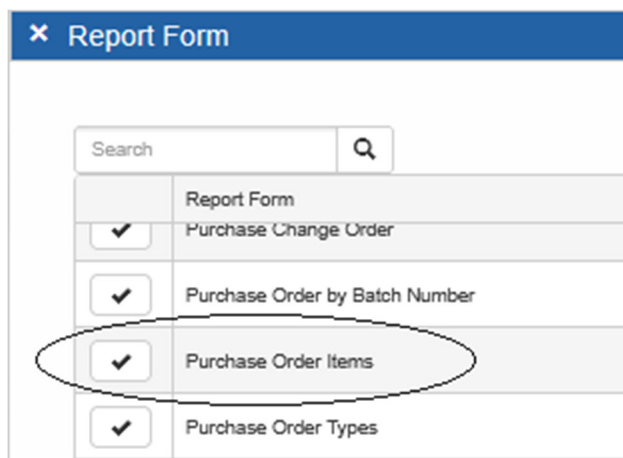 Report Form
Search
Report Form
Purchase Change Order
Purchase Order by Batch Number
Purchase Order Items
Purchase Order Types